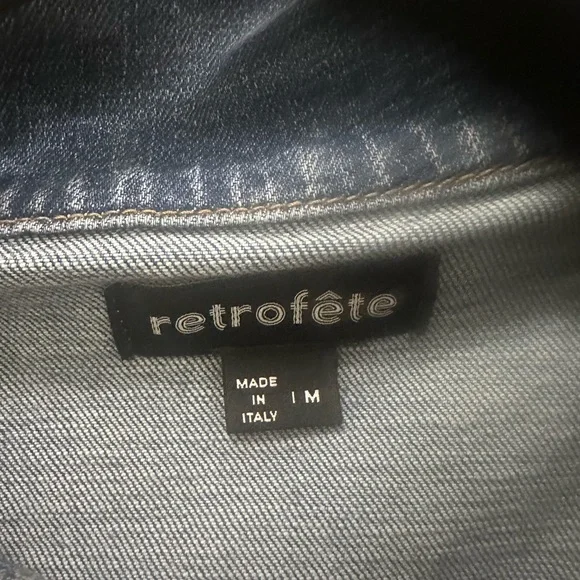 retrofête
MADE
IN
ITALY
| M